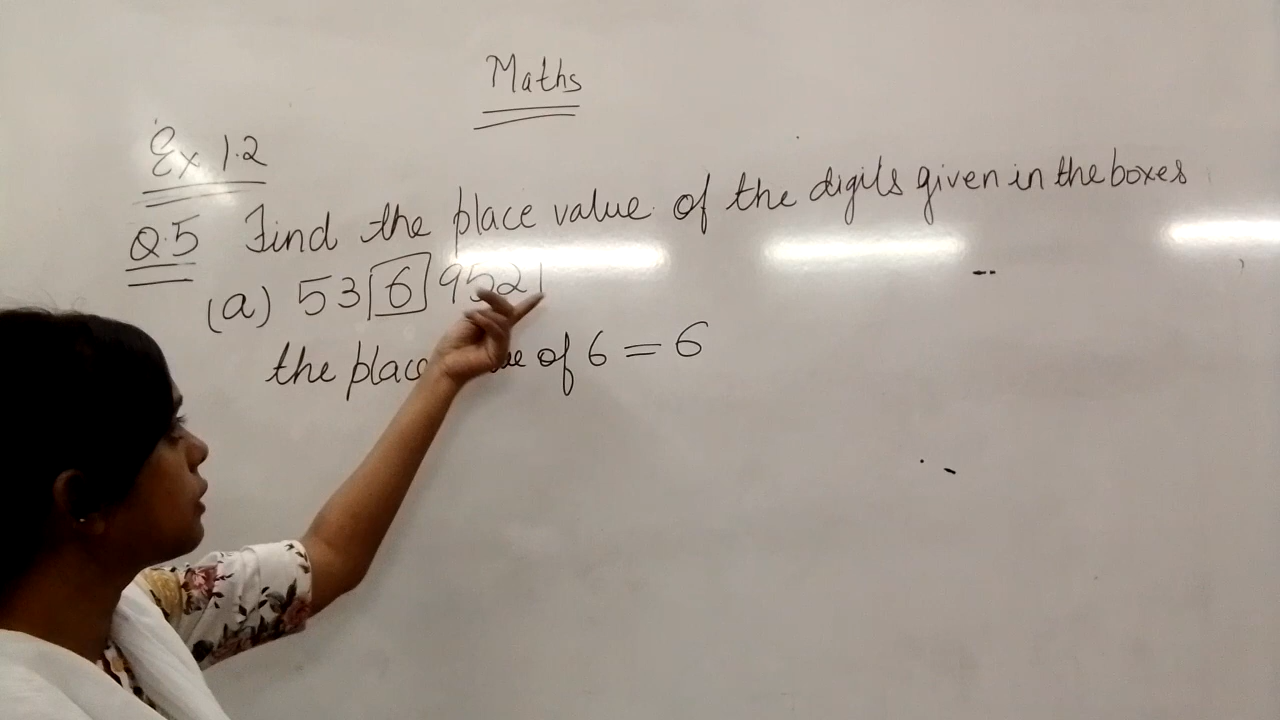 Maths
Ex 1.2
Q.5 Find the place value of the digits given in the boxes
(a) 5369521
the place of 6 = 6